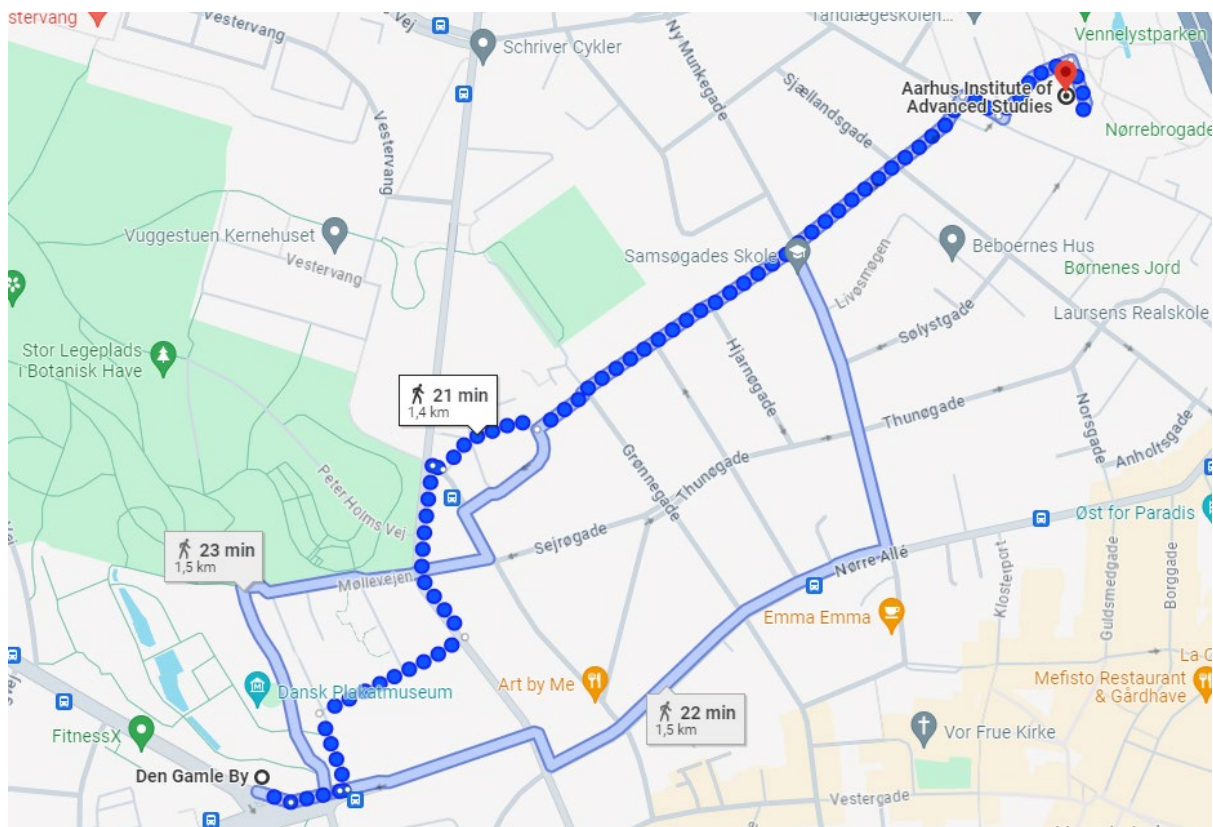 stervang
Vestervang
Schriver Cykler
Ny Munkegade
Vennelystparken
Sjællandsgade
Aarhus Institute of
Advanced Studies
Nørrebrogade
Vestervang
Vuggestuen Kernehuset
Vestervang
Samsøgades Skole
Beboernes Hus
Livøsmøgen
Børnenes Jord
Laursens Realskole
Sølystgade
Stor Legeplads
i Botanisk Have
Hjarnøgade
21 min
1,4 km
Thunøgade
Norsgade
Anholtsgade
Grønnegade
Thunøgade
Peter Holms Vej
Sejrøgade
Øst for Paradis
23 min
1,5 km
Møllevejen
Nørre Allé
Klosterport
Guldsmedgade
Borggade
Emma Emma
Dansk Plakatmuseum
Art by Me
Mefisto Restaurant
& Gårdhave
La C
22 min
1,5 km
FitnessX
Vor Frue Kirke
Den Gamle By
Vestergade